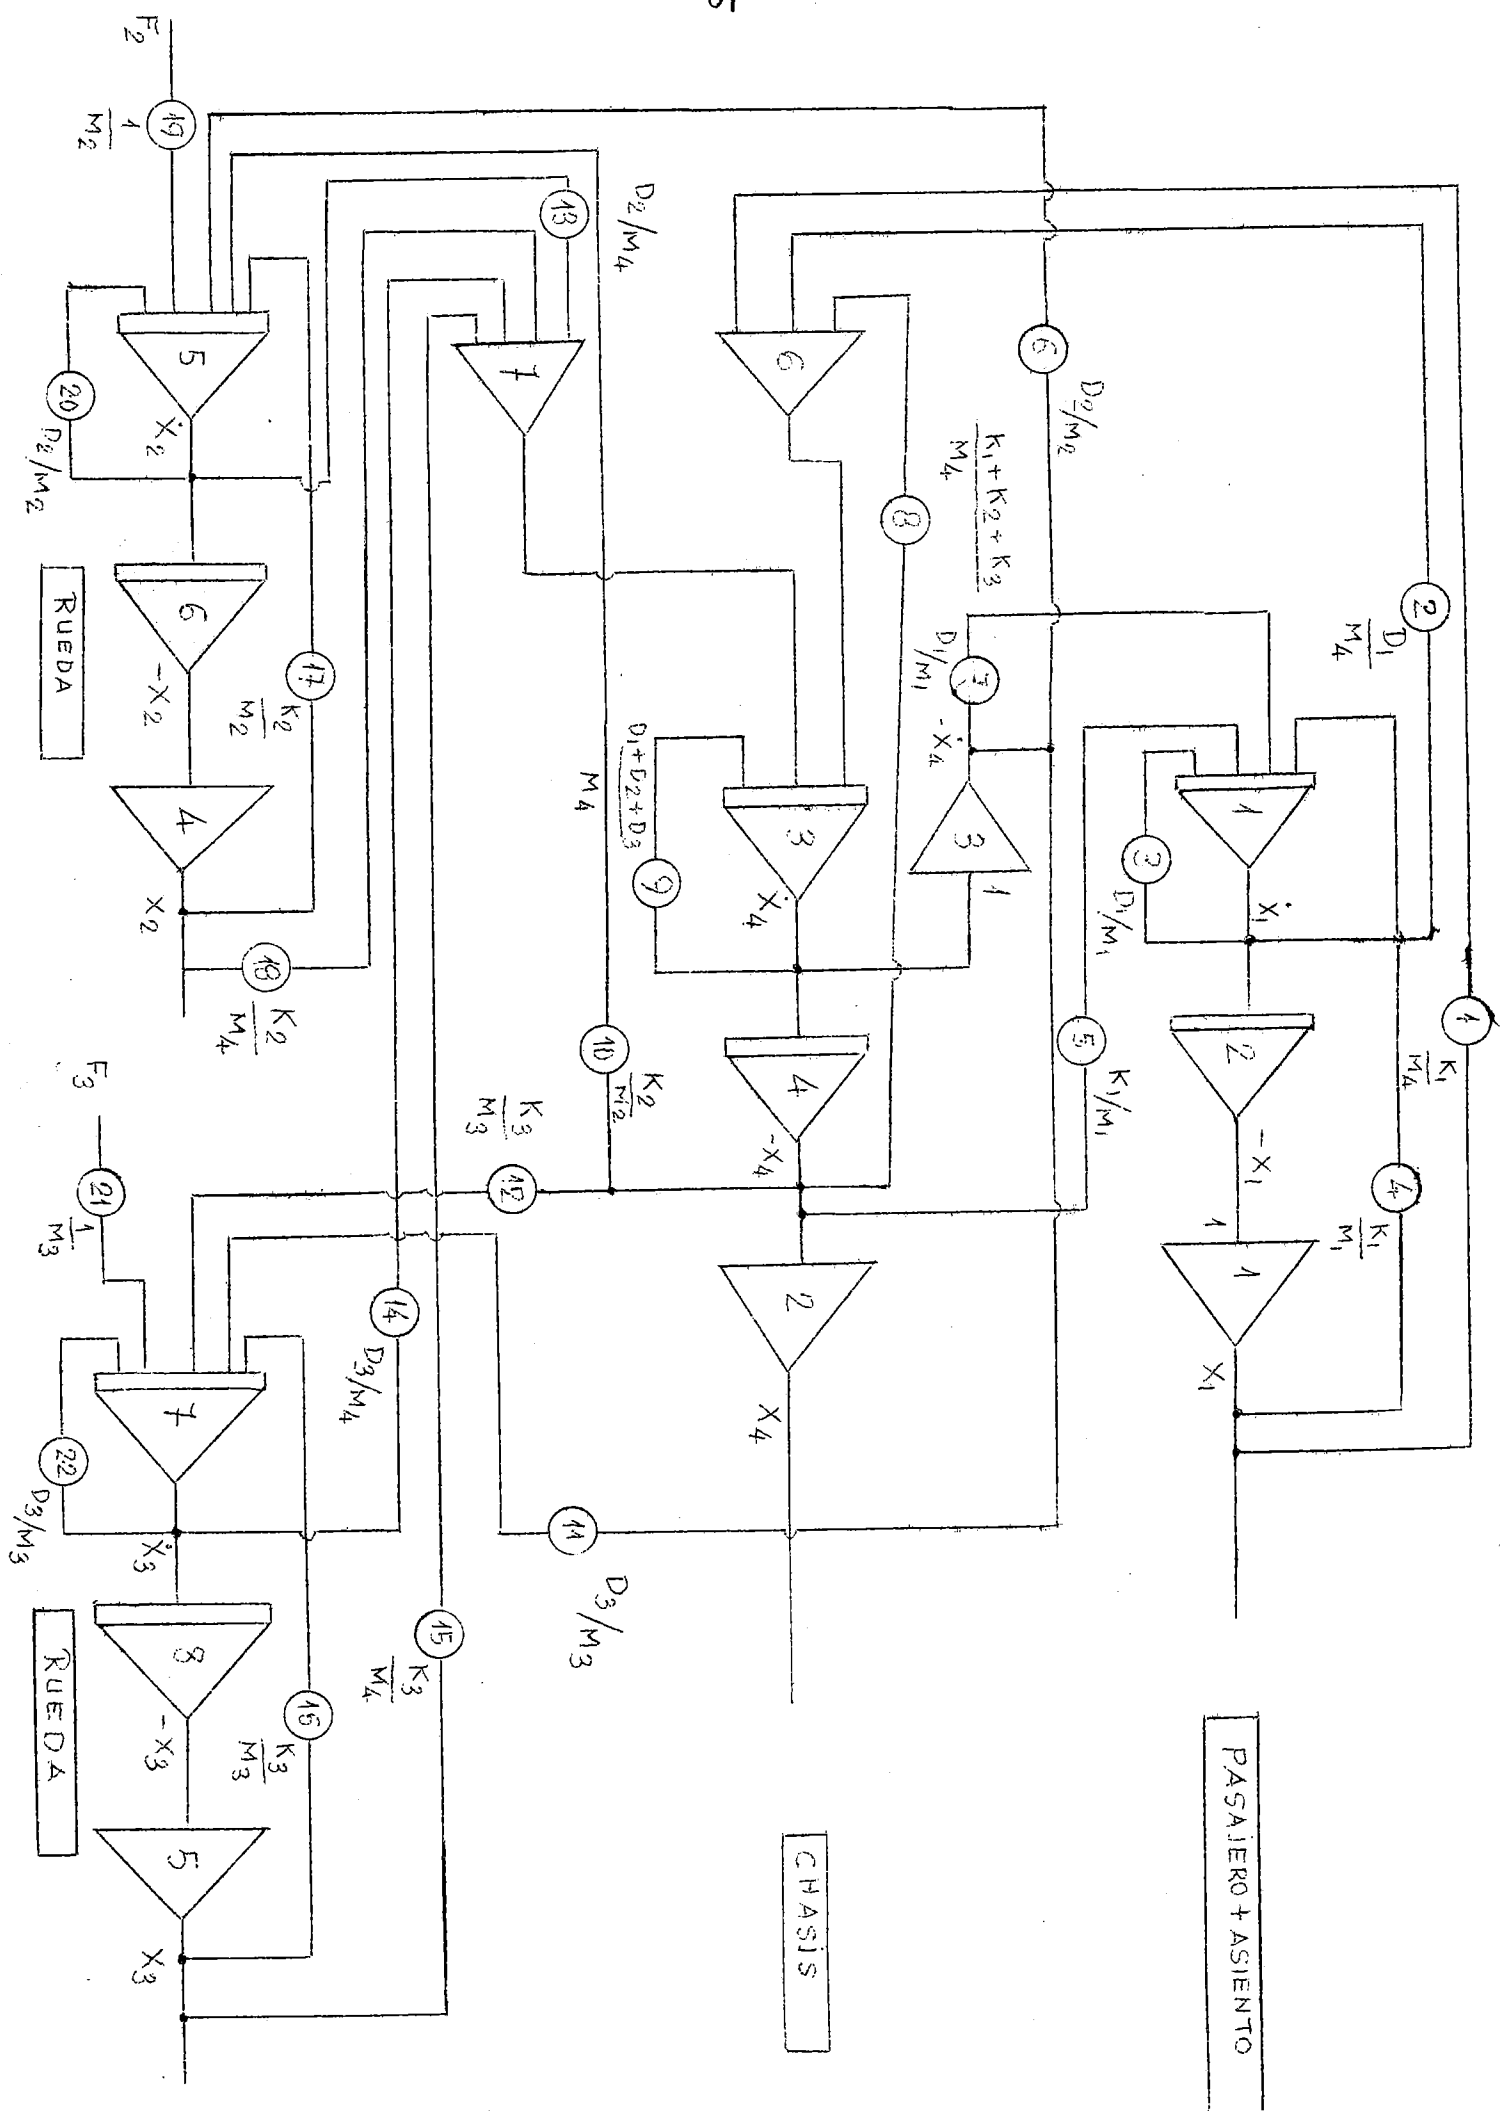 PASAJERO + ASIENTO
1
K1/M4
2
D1/M4
4
K1/M1
1
Ẋ1
2
-X1
1
1
X1
3
D1/M1
5
K1/M1
CHASIS
6
D2/M2
7
D1/M1
-Ẋ4
3
1
8
K1+K2+K3
M4
6
3
Ẋ4
4
-X4
2
X4
9
D1+D2+D3
M4
10
K2/M2
11
D3/M3
12
K3/M3
13
D2/M4
7
14
D3/M4
15
K3/M4
F2
19
1/M2
5
Ẋ2
6
-X2
4
X2
17
K2/M2
18
K2/M4
20
D2/M2
RUEDA
F3
21
1/M3
7
Ẋ3
8
-X3
5
X3
16
K3/M3
22
D3/M3
RUEDA